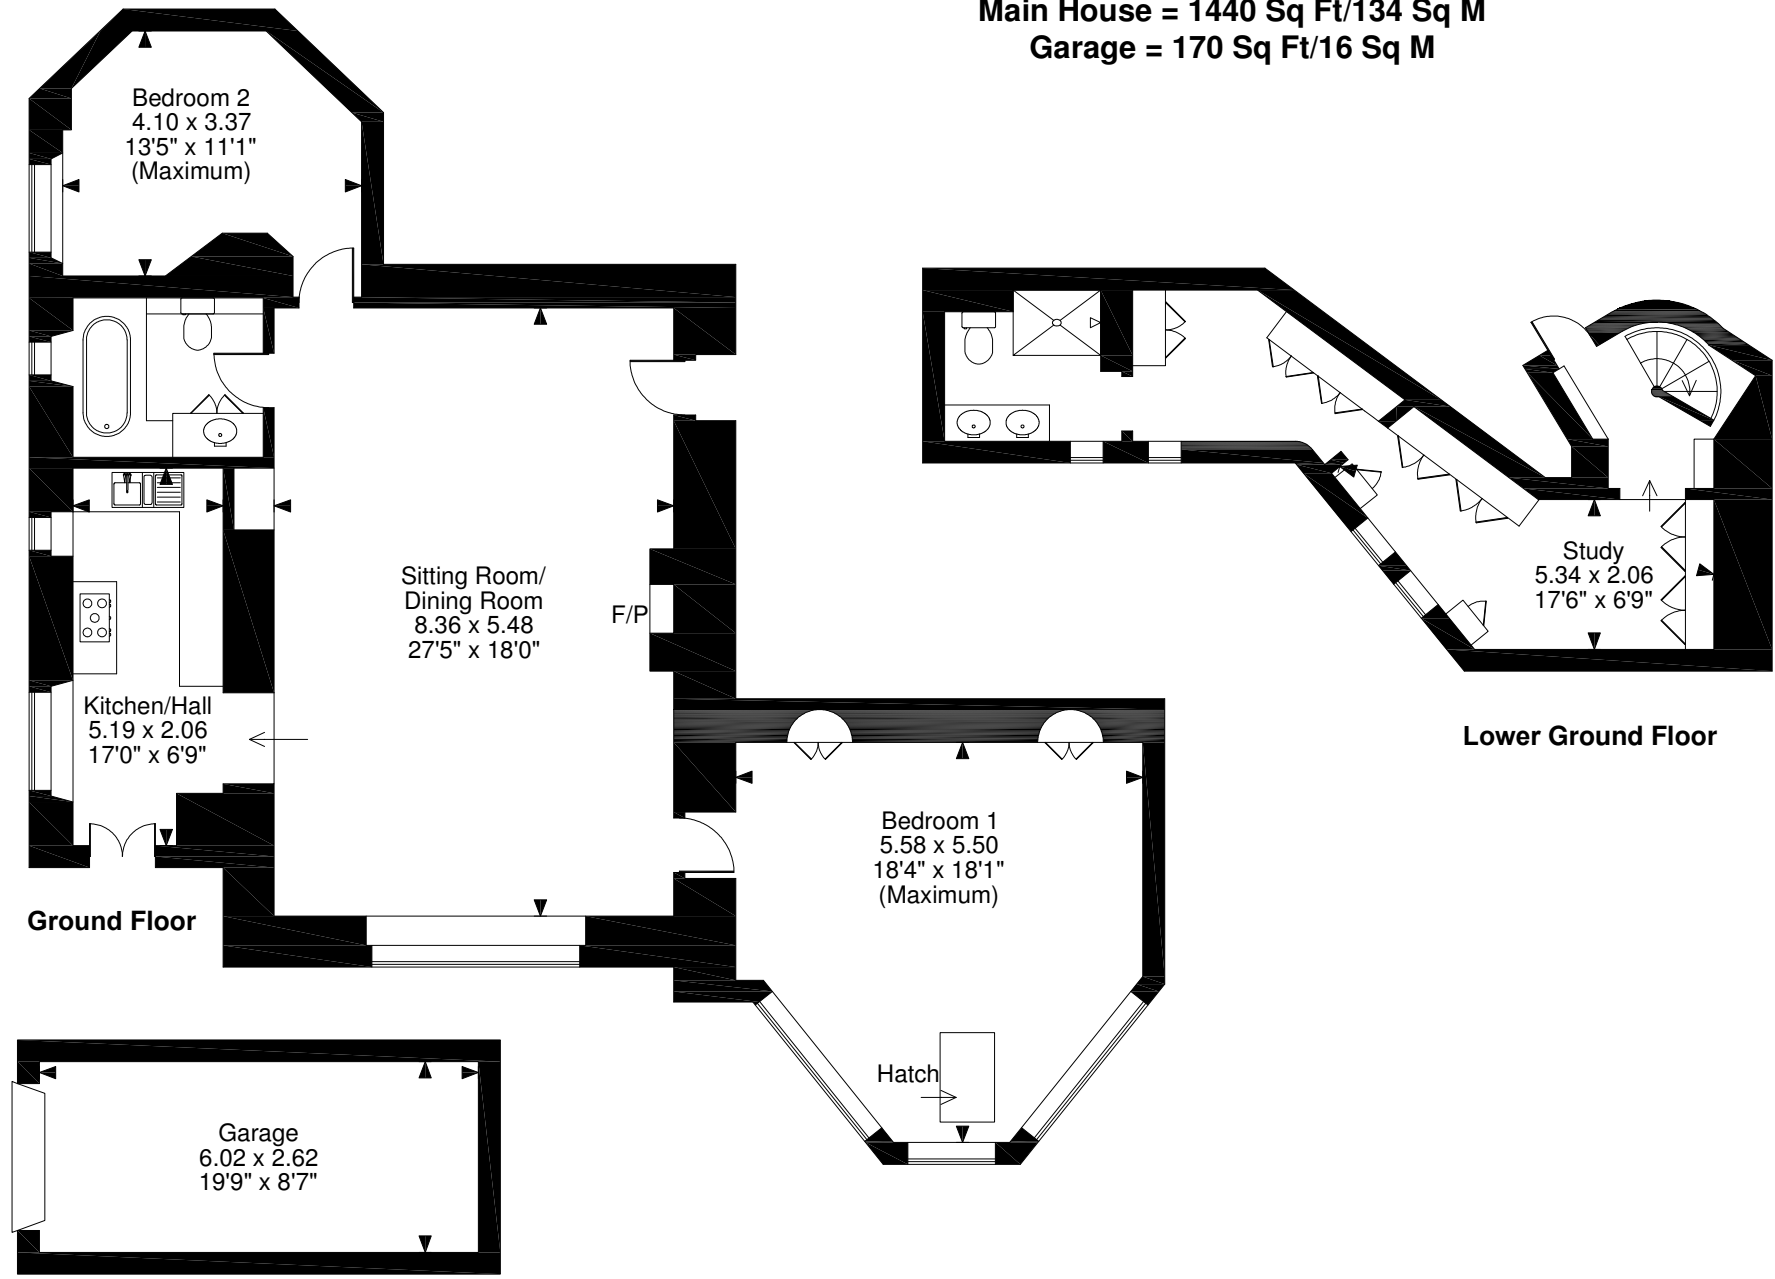 Main House = 1440 Sq Ft/134 Sq M
Garage = 170 Sq Ft/16 Sq M
Bedroom 2
4.10 x 3.37
13'5" x 11'1"
(Maximum)
Sitting Room/
Dining Room
8.36 x 5.48
27'5" x 18'0"
F/P
Kitchen/Hall
5.19 x 2.06
17'0" x 6'9"
Study
5.34 x 2.06
17'6" x 6'9"
Lower Ground Floor
Bedroom 1
5.58 x 5.50
18'4" x 18'1"
(Maximum)
Ground Floor
Hatch
Garage
6.02 x 2.62
19'9" x 8'7"